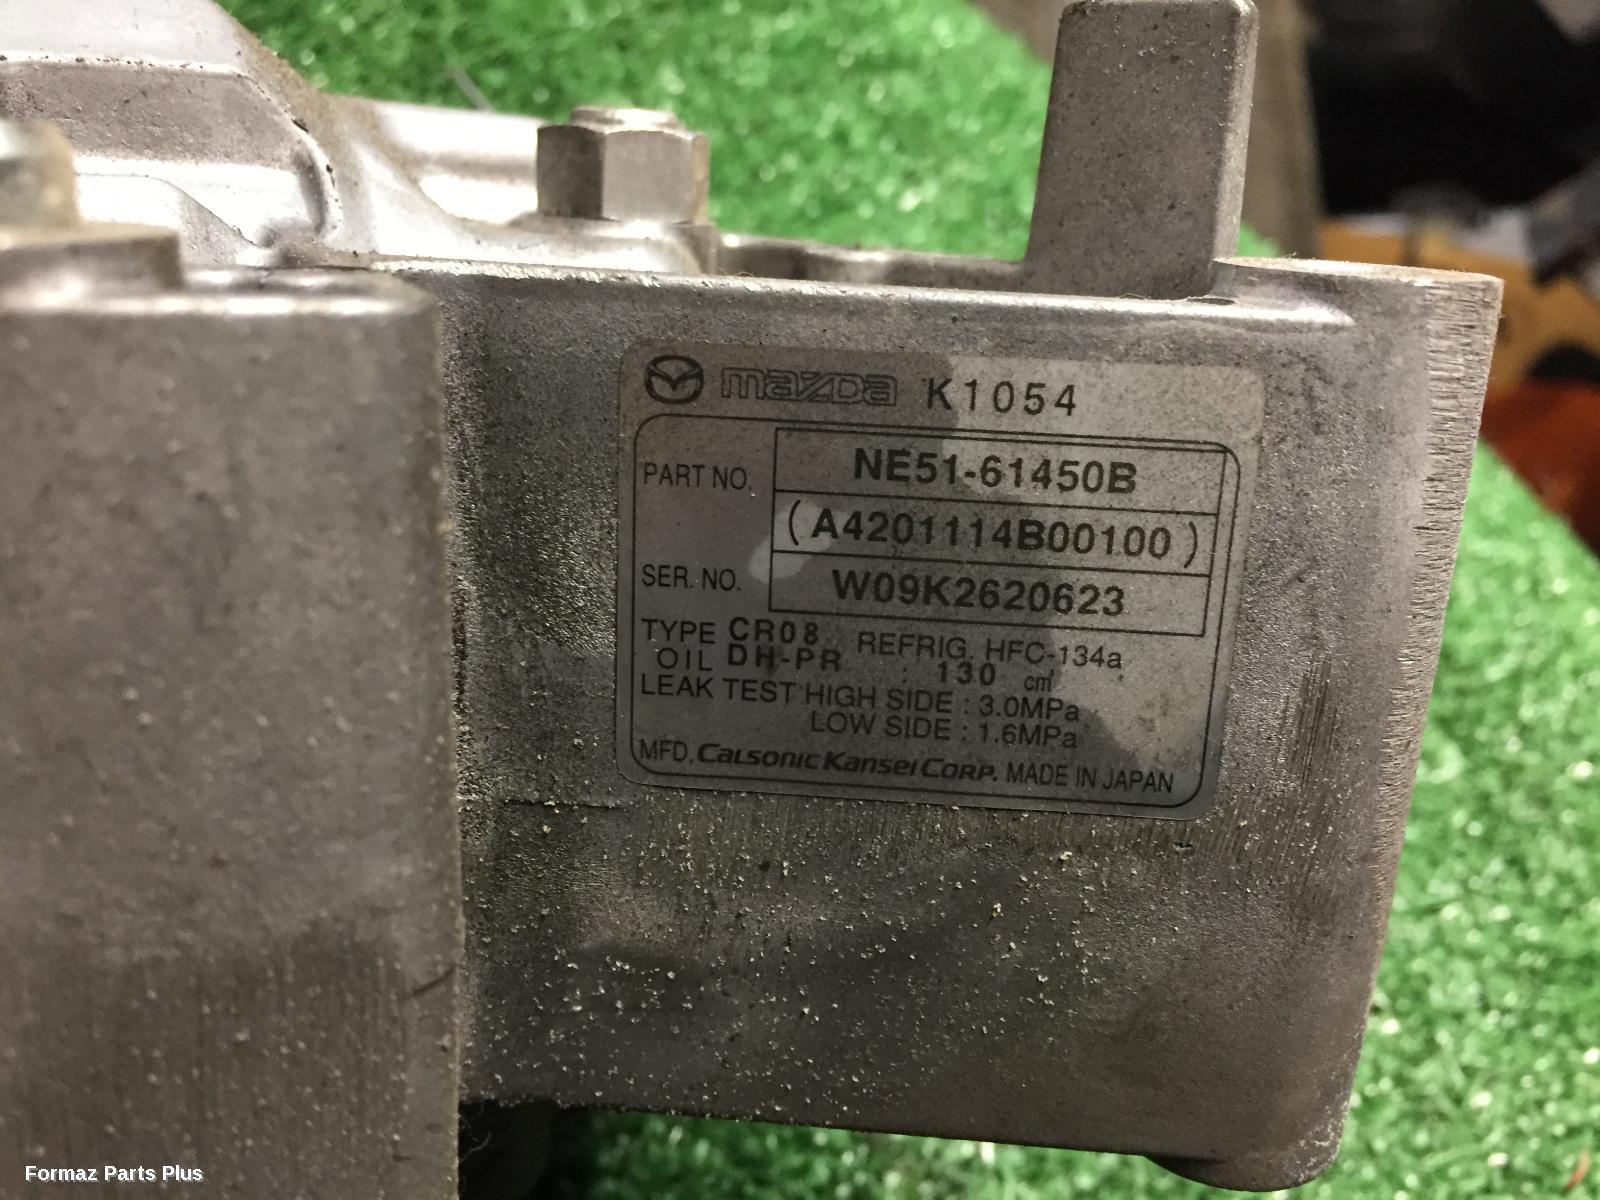 mazda K1054
PART NO. NE51-61450B
(A4201114B00100)
SER. NO. W09K2620623
TYPE CR08 REFRIG. HFC-134a
OIL DH-PR : 130 cm³
LEAK TEST HIGH SIDE : 3.0MPa
LOW SIDE : 1.6MPa
MFD. Calsonic Kansei Corp. MADE IN JAPAN
Formaz Parts Plus